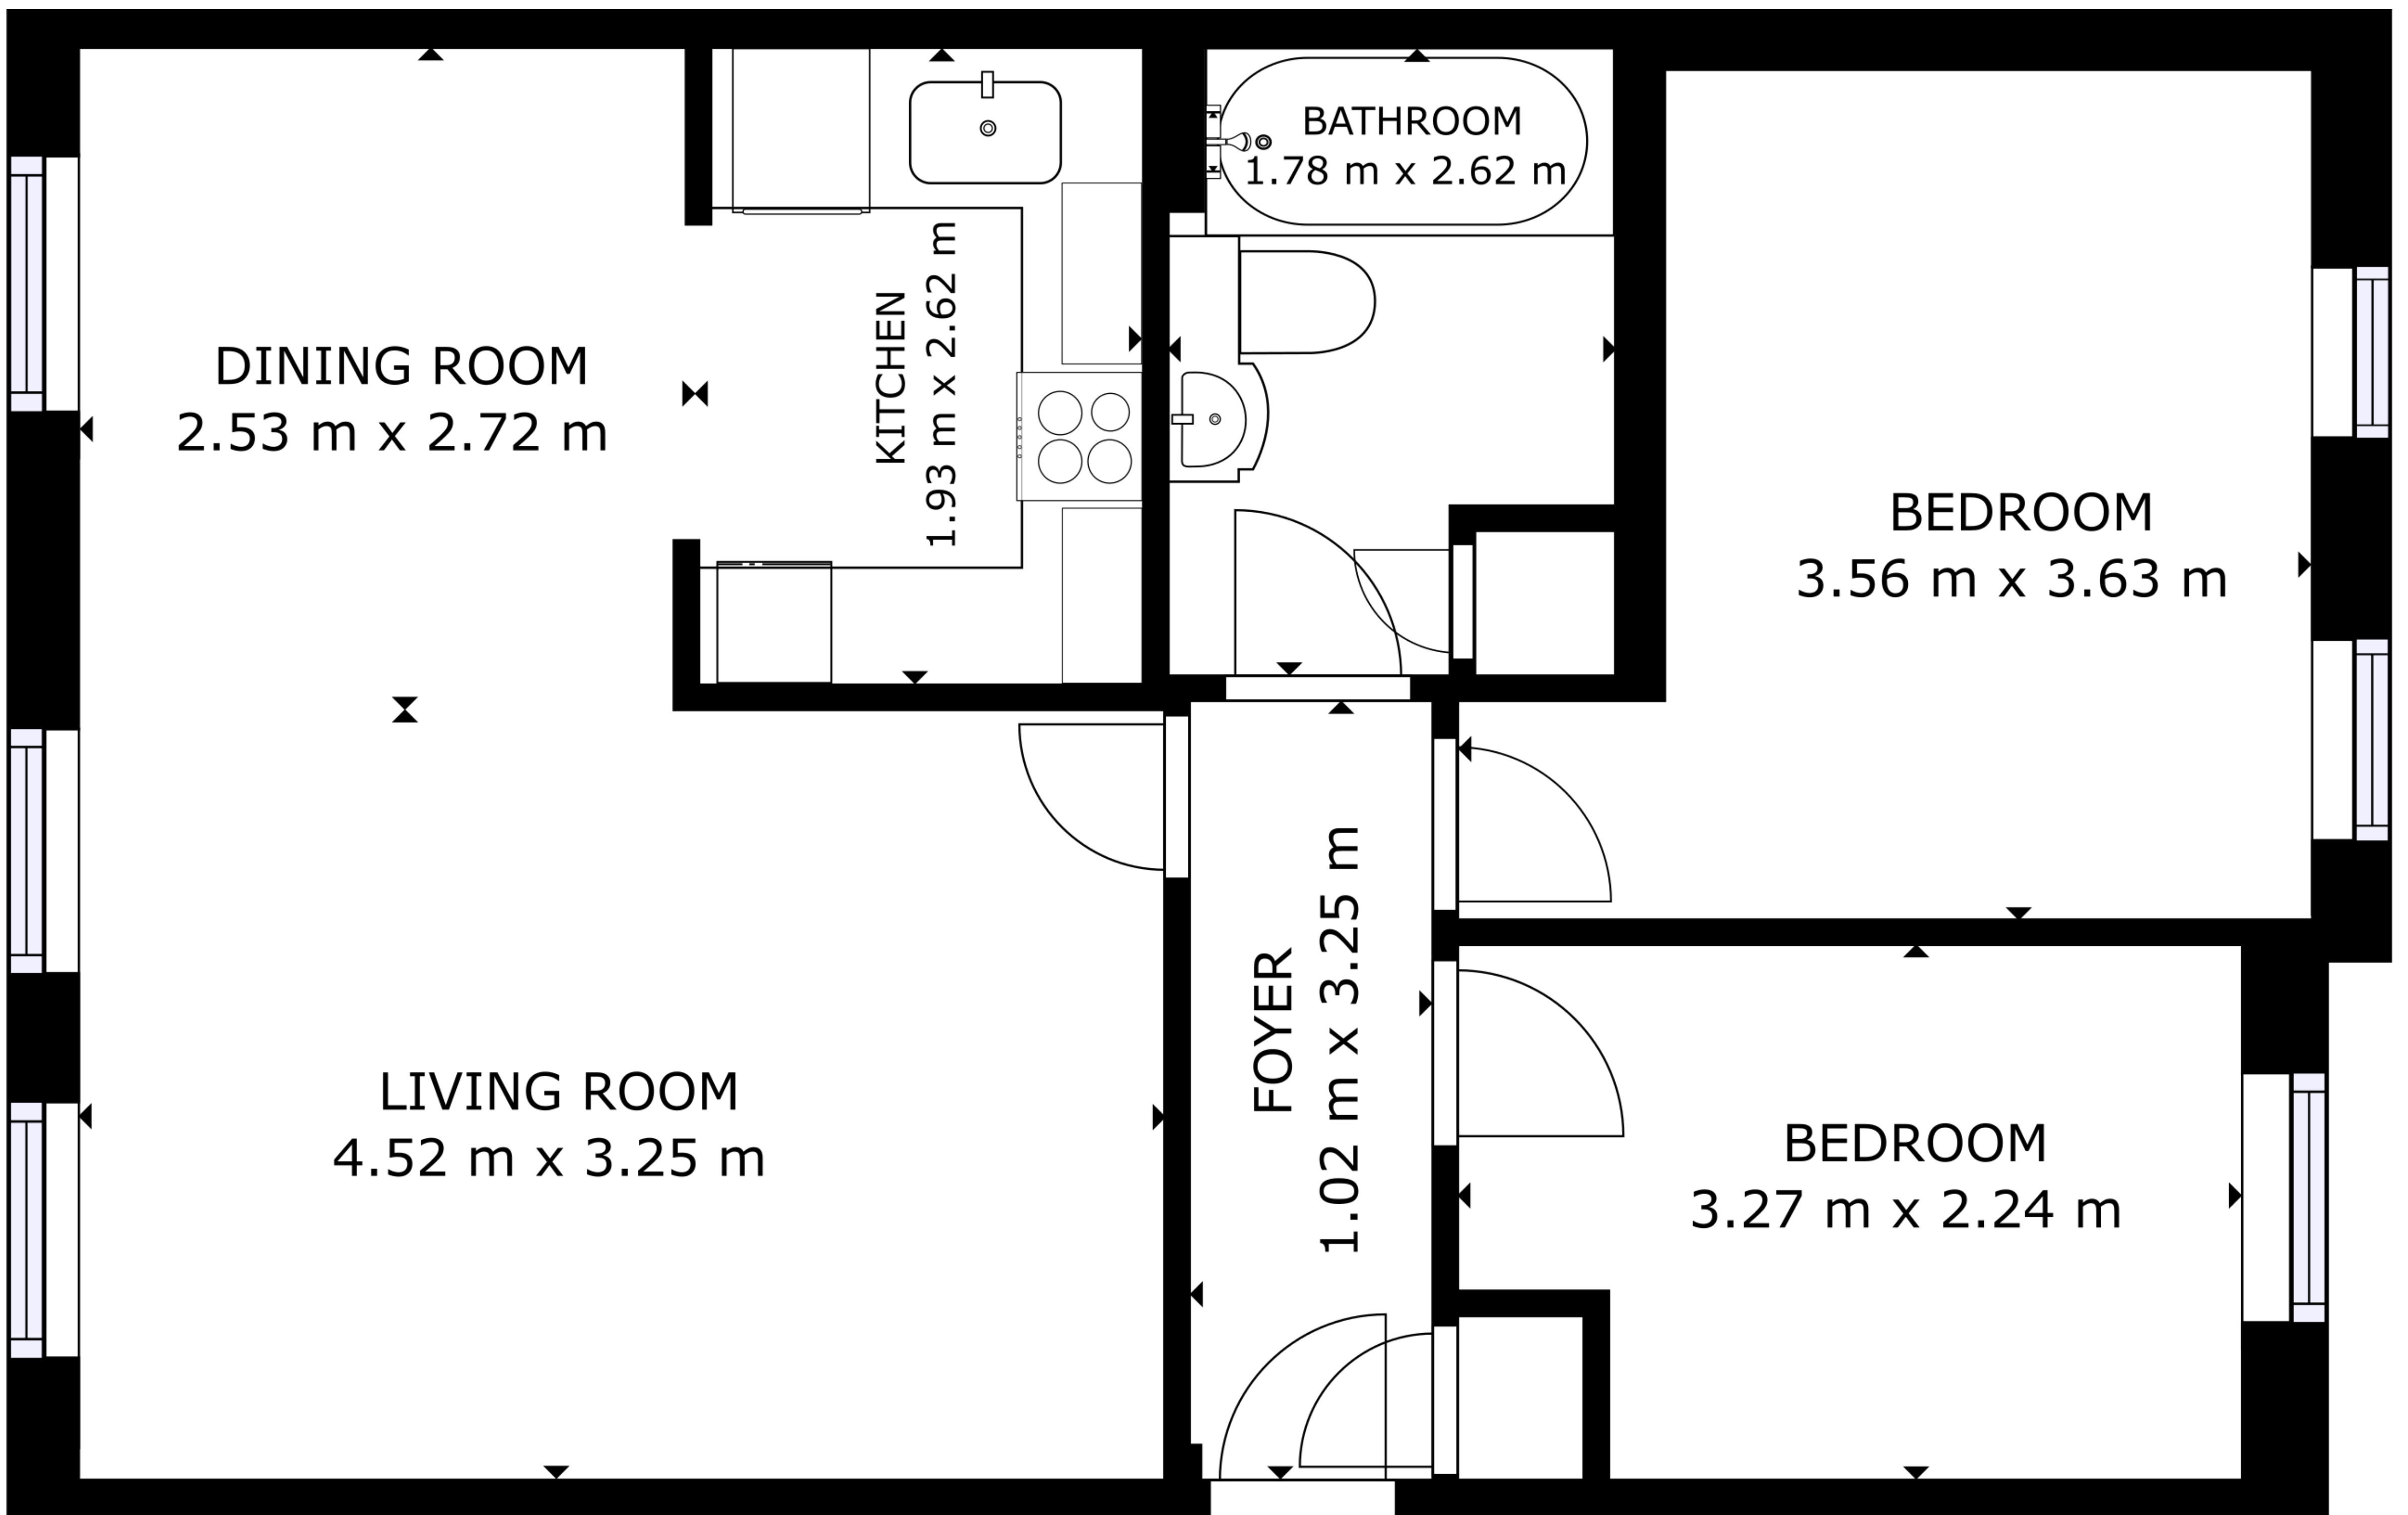 BATHROOM
1.78 m x 2.62 m
DINING ROOM
2.53 m x 2.72 m
KITCHEN
1.93 m x 2.62 m
BEDROOM
3.56 m x 3.63 m
LIVING ROOM
4.52 m x 3.25 m
FOYER
1.02 m x 3.25 m
BEDROOM
3.27 m x 2.24 m